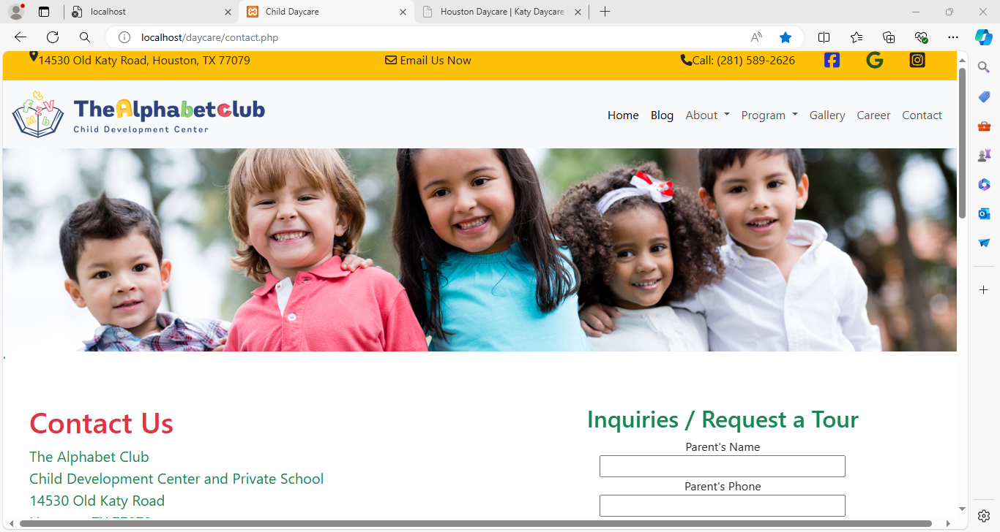 localhost
Child Daycare
Houston Daycare | Katy Daycare
localhost/daycare/contact.php
14530 Old Katy Road, Houston, TX 77079
Email Us Now
Call: (281) 589-2626
TheAlphabetclub
Child Development Center
Home Blog About Program Gallery Career Contact
Contact Us
The Alphabet Club
Child Development Center and Private School
14530 Old Katy Road
Inquiries / Request a Tour
Parent's Name
Parent's Phone